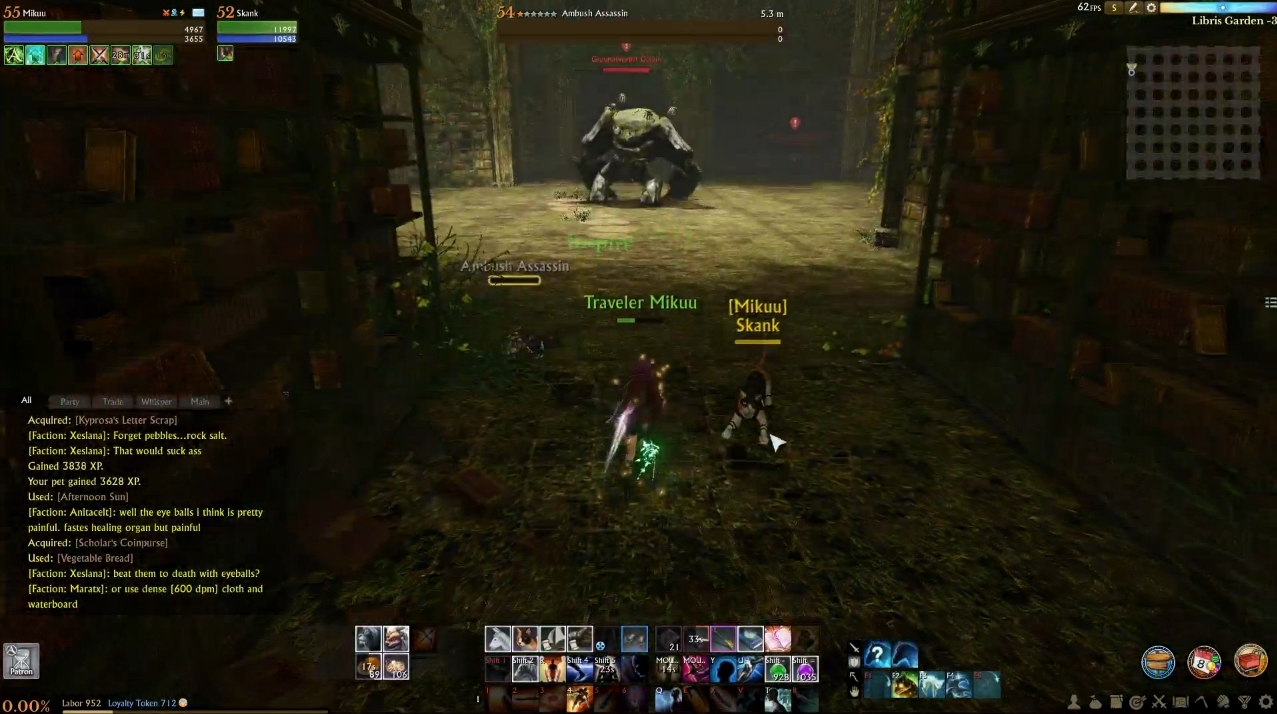 55 Mikuu
4967
3655
52 Skank
11992
10543
54 Ambush Assassin
5.3 m
0
0
62 FPS
S
Libris Garden -3
Ambush Assassin
Traveler Mikuu
[Mikuu]
Skank
All Party Trade Whisper Main +
Acquired: [Kyprosa's Letter Scrap]
[Faction: Xeslana]: Forget pebbles...rock salt.
[Faction: Xeslana]: That would suck ass
Gained 3838 XP.
Your pet gained 3628 XP.
Used: [Afternoon Sun]
[Faction: Anltacelt]: well the eye balls i think is pretty
painful. fastes healing organ but painful
Acquired: [Scholar's Coinpurse]
Used: [Vegetable Bread]
[Faction: Xeslana]: beat them to death with eyeballs?
[Faction: Maratx]: or use dense [600 dpm] cloth and
waterboard
Patron
0.00%
Labor 952 Loyalty Token 712